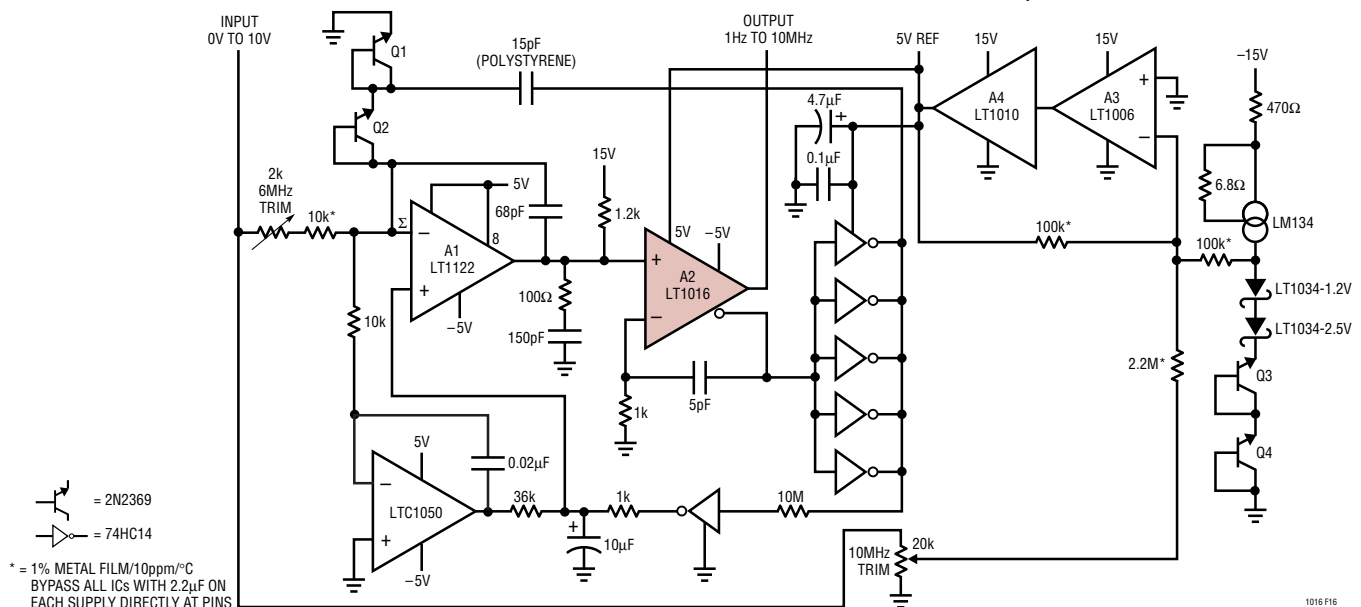 INPUT
0V TO 10V
OUTPUT
1Hz TO 10MHz
5V REF
15V
15V
–15V
Q1
15pF
(POLYSTYRENE)
A4
LT1010
A3
LT1006
+
–
470Ω
4.7µF
+
Q2
0.1µF
6.8Ω
LM134
15V
2k
6MHz
TRIM
10k*
5V
68pF
1.2k
Σ
–
8
A1
LT1122
+
–5V
5V
–5V
+
A2
LT1016
–
100k*
100k*
LT1034-1.2V
LT1034-2.5V
100Ω
150pF
10k
5pF
2.2M*
Q3
1k
Q4
5V
0.02µF
–
LTC1050
+
–5V
36k
1k
10M
+
10µF
20k
10MHz
TRIM
= 2N2369
= 74HC14
* = 1% METAL FILM/10ppm/°C
BYPASS ALL ICs WITH 2.2µF ON
EACH SUPPLY DIRECTLY AT PINS
1016 F16